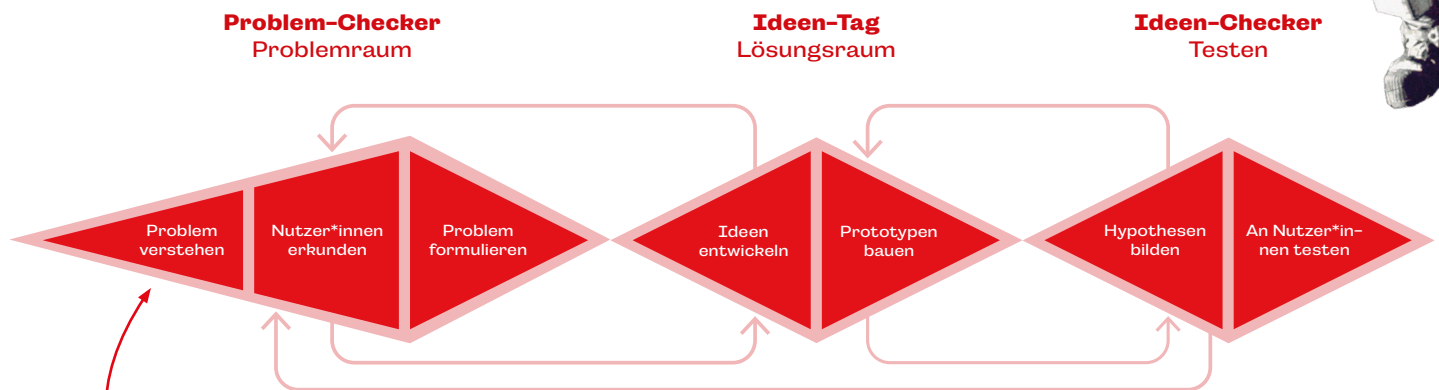 Problem-Checker
Problemraum
Ideen-Tag
Lösungsraum
Ideen-Checker
Testen
Problem
verstehen
Nutzer*innen
erkunden
Problem
formulieren
Ideen
entwickeln
Prototypen
bauen
Hypothesen
bilden
An Nutzer*in-
nen testen